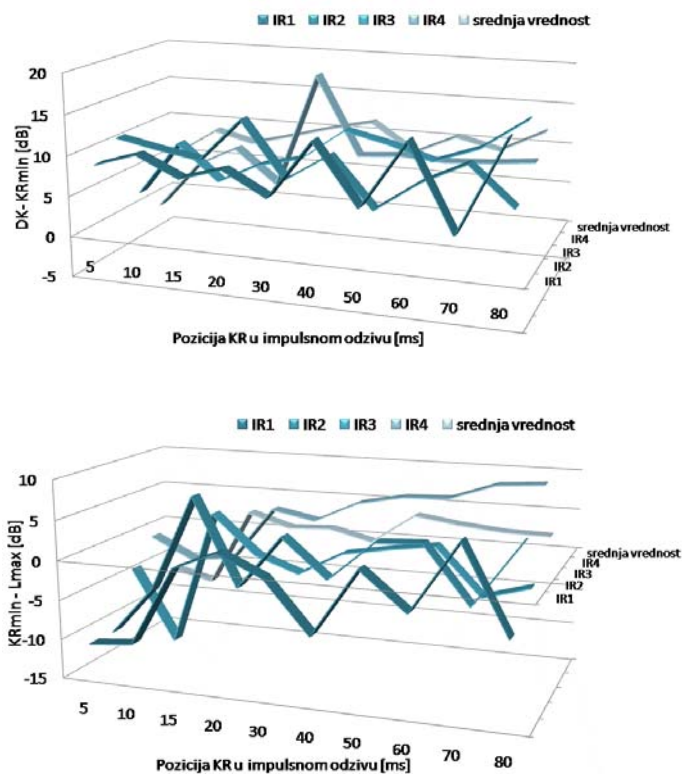 IR1 IR2 IR3 IR4 srednja vrednost
DK- KRmin [dB]
20
15
10
5
0
-5
5 10 15 20 30 40 50 60 70 80
srednja vrednost
IR4
IR3
IR2
IR1
Pozicija KR u impulsnom odzivu [ms]
IR1 IR2 IR3 IR4 srednja vrednost
KRmin - Lmax [dB]
10
5
0
-5
-10
-15
5 10 15 20 30 40 50 60 70 80
srednja vrednost
IR4
IR3
IR2
IR1
Pozicija KR u impulsnom odzivu [ms]